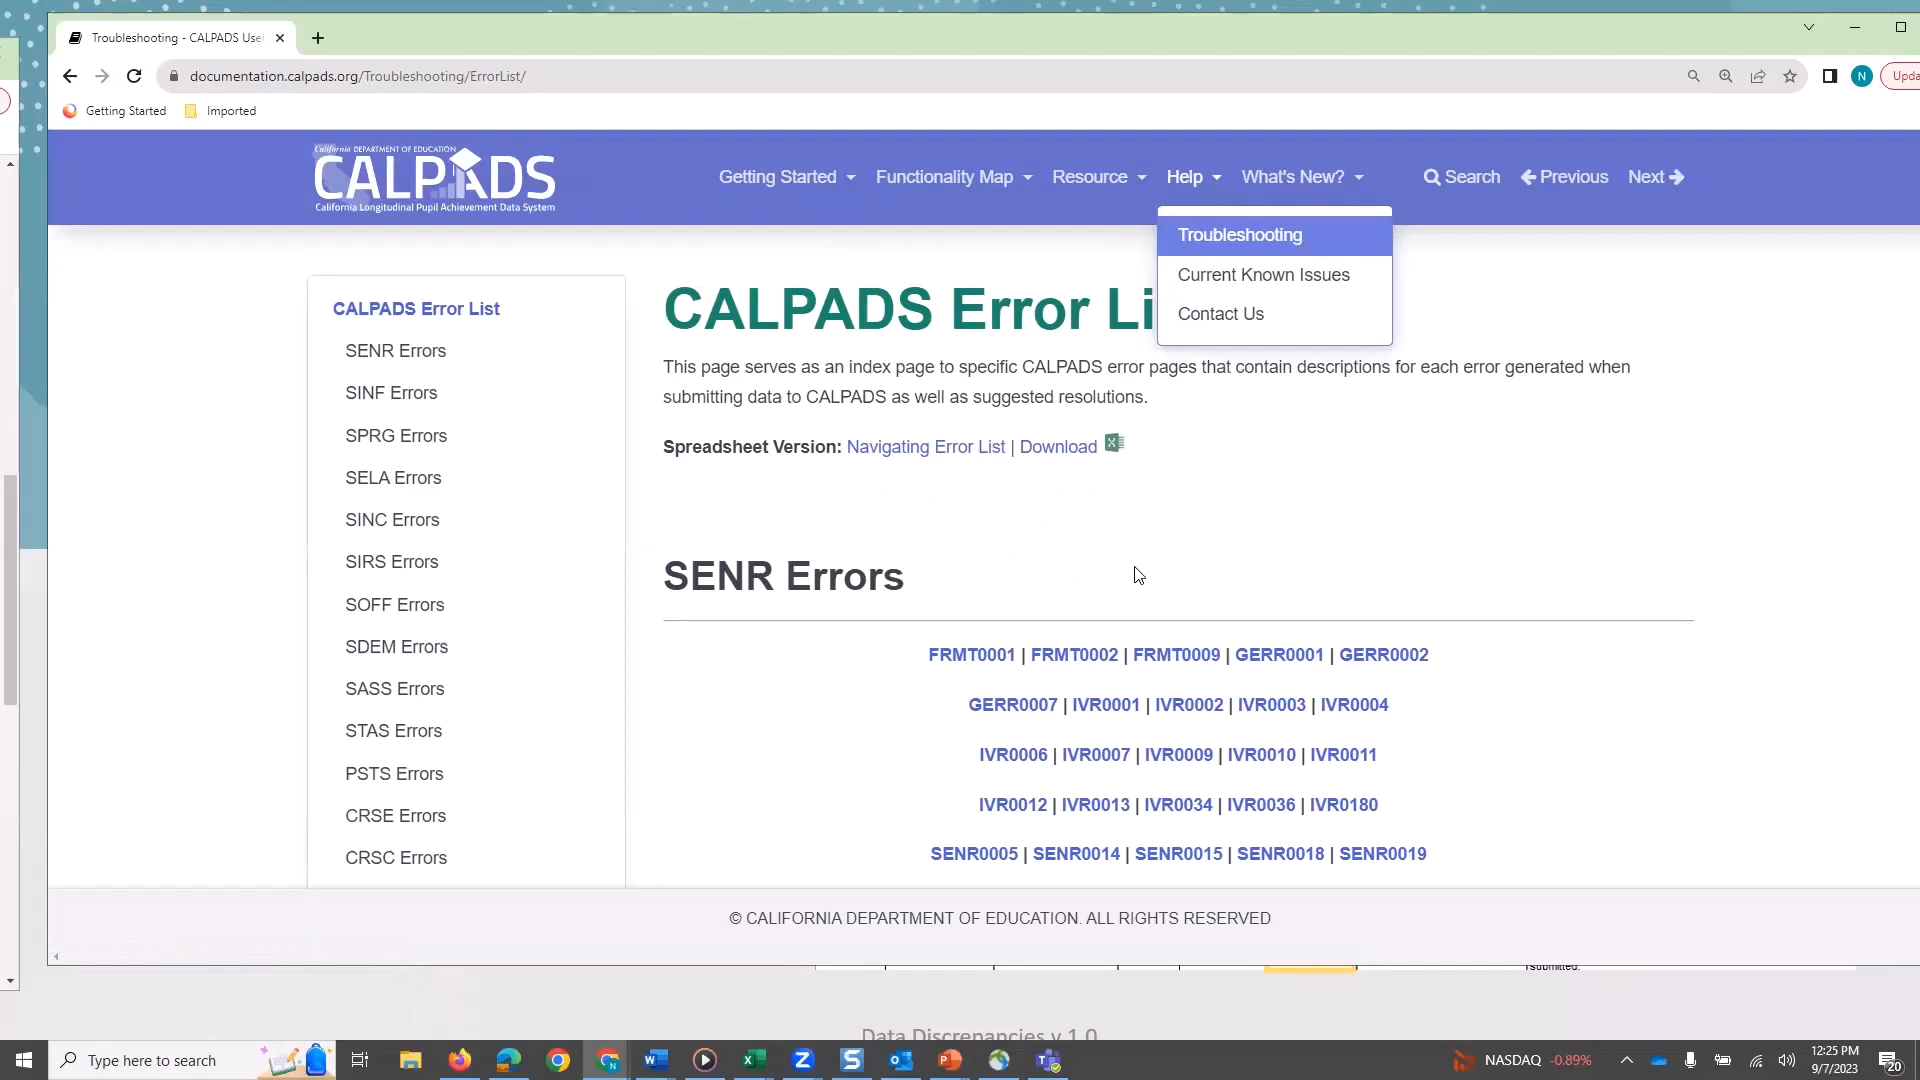 Troubleshooting - CALPADS Use
documentation.calpads.org/Troubleshooting/ErrorList/
N
Upda
Getting Started
Imported
California DEPARTMENT OF EDUCATION
CALPADS
California Longitudinal Pupil Achievement Data System
Getting Started
Functionality Map
Resource
Help
What's New?
Search
Previous
Next
Troubleshooting
Current Known Issues
Contact Us
CALPADS Error List
SENR Errors
SINF Errors
SPRG Errors
SELA Errors
SINC Errors
SIRS Errors
SOFF Errors
SDEM Errors
SASS Errors
STAS Errors
PSTS Errors
CRSE Errors
CRSC Errors
CALPADS Error Li
This page serves as an index page to specific CALPADS error pages that contain descriptions for each error generated when
submitting data to CALPADS as well as suggested resolutions.
Spreadsheet Version: Navigating Error List | Download
SENR Errors
FRMT0001 | FRMT0002 | FRMT0009 | GERR0001 | GERR0002
GERR0007 | IVR0001 | IVR0002 | IVR0003 | IVR0004
IVR0006 | IVR0007 | IVR0009 | IVR0010 | IVR0011
IVR0012 | IVR0013 | IVR0034 | IVR0036 | IVR0180
SENR0005 | SENR0014 | SENR0015 | SENR0018 | SENR0019
© CALIFORNIA DEPARTMENT OF EDUCATION. ALL RIGHTS RESERVED
submitted.
Data Discrepancies v 1.0
Type here to search
NASDAQ -0.89%
12:25 PM
9/7/2023
20